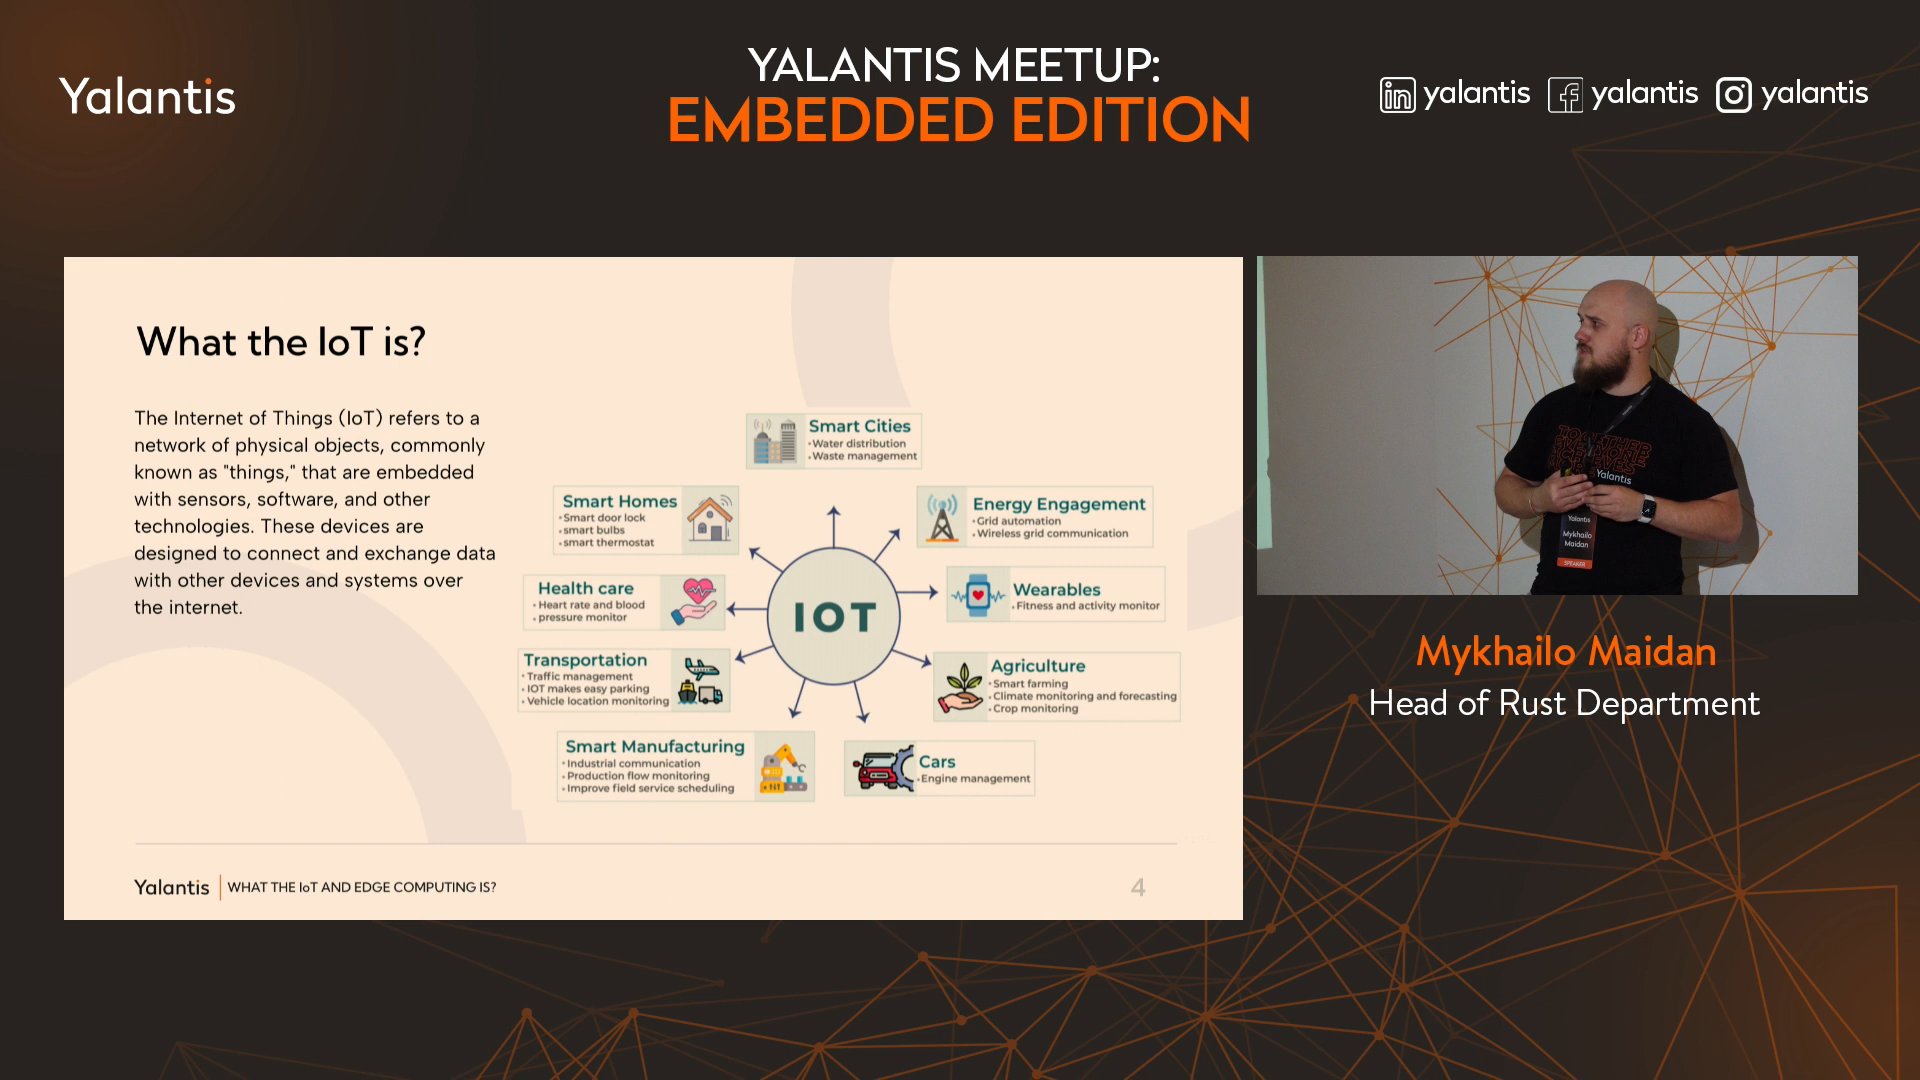 Yalantis
YALANTIS MEETUP:
EMBEDDED EDITION
in yalantis
f yalantis
yalantis
What the IoT is?
The Internet of Things (IoT) refers to a
network of physical objects, commonly
known as "things," that are embedded
with sensors, software, and other
technologies. These devices are
designed to connect and exchange data
with other devices and systems over
the internet.
Smart Cities
• Water distribution
• Waste management
Smart Homes
• Smart door lock
• smart bulbs
• smart thermostat
Energy Engagement
• Grid automation
• Wireless grid communication
Health care
• Heart rate and blood
• pressure monitor
IOT
Wearables
• Fitness and activity monitor
Transportation
• Traffic management
• IOT makes easy parking
• Vehicle location monitoring
Agriculture
• Smart farming
• Climate monitoring and forecasting
• Crop monitoring
Smart Manufacturing
• Industrial communication
• Production flow monitoring
• Improve field service scheduling
Cars
• Engine management
Yalantis
WHAT THE IoT AND EDGE COMPUTING IS?
4
TOGETHER
Yalantis
Yalantis
Mykhailo
Maidan
SPEAKER
Mykhailo Maidan
Head of Rust Department